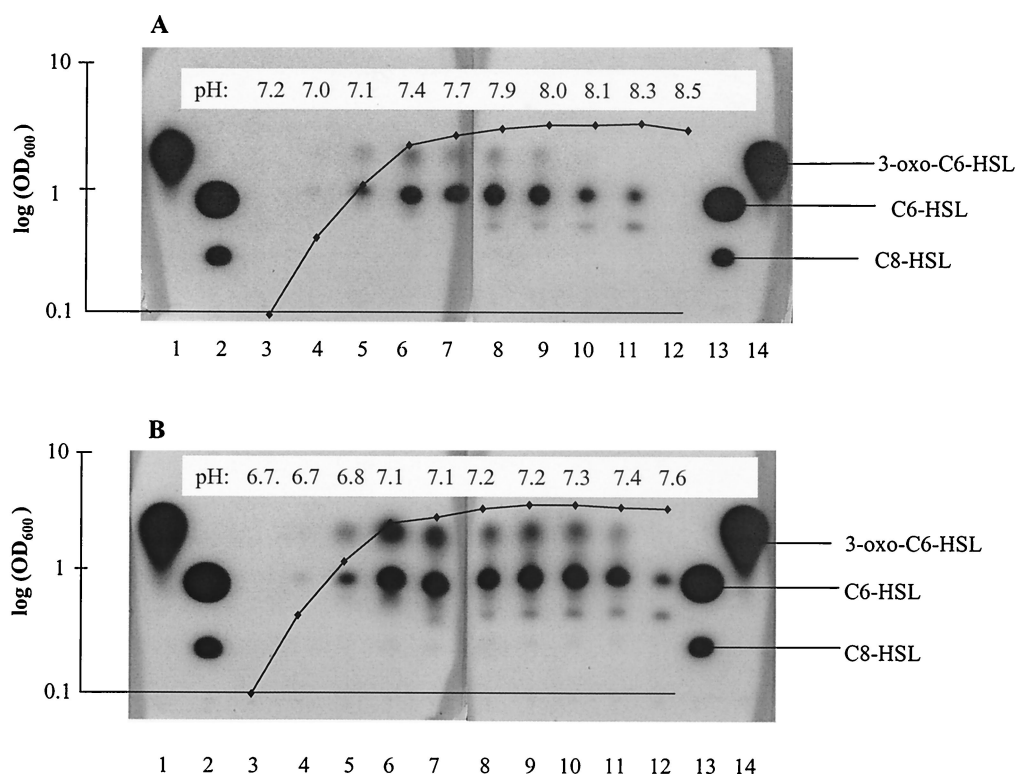 A
10
pH: 7.2 7.0 7.1 7.4 7.7 7.9 8.0 8.1 8.3 8.5
3-oxo-C6-HSL
1
C6-HSL
log (OD600)
C8-HSL
0.1
1 2 3 4 5 6 7 8 9 10 11 12 13 14
B
10
pH: 6.7. 6.7 6.8 7.1 7.1 7.2 7.2 7.3 7.4 7.6
3-oxo-C6-HSL
1
C6-HSL
log (OD600)
C8-HSL
0.1
1 2 3 4 5 6 7 8 9 10 11 12 13 14